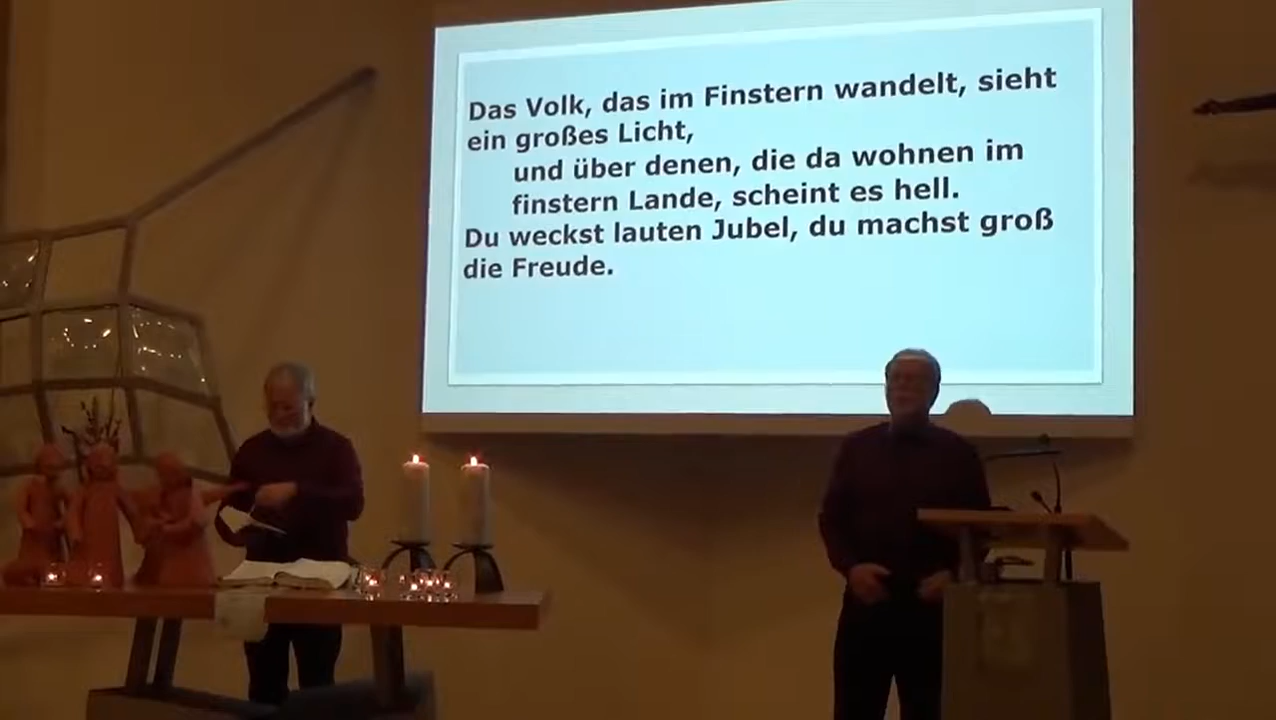 Das Volk, das im Finstern wandelt, sieht
ein großes Licht,
und über denen, die da wohnen im
finstern Lande, scheint es hell.
Du weckst lauten Jubel, du machst groß
die Freude.